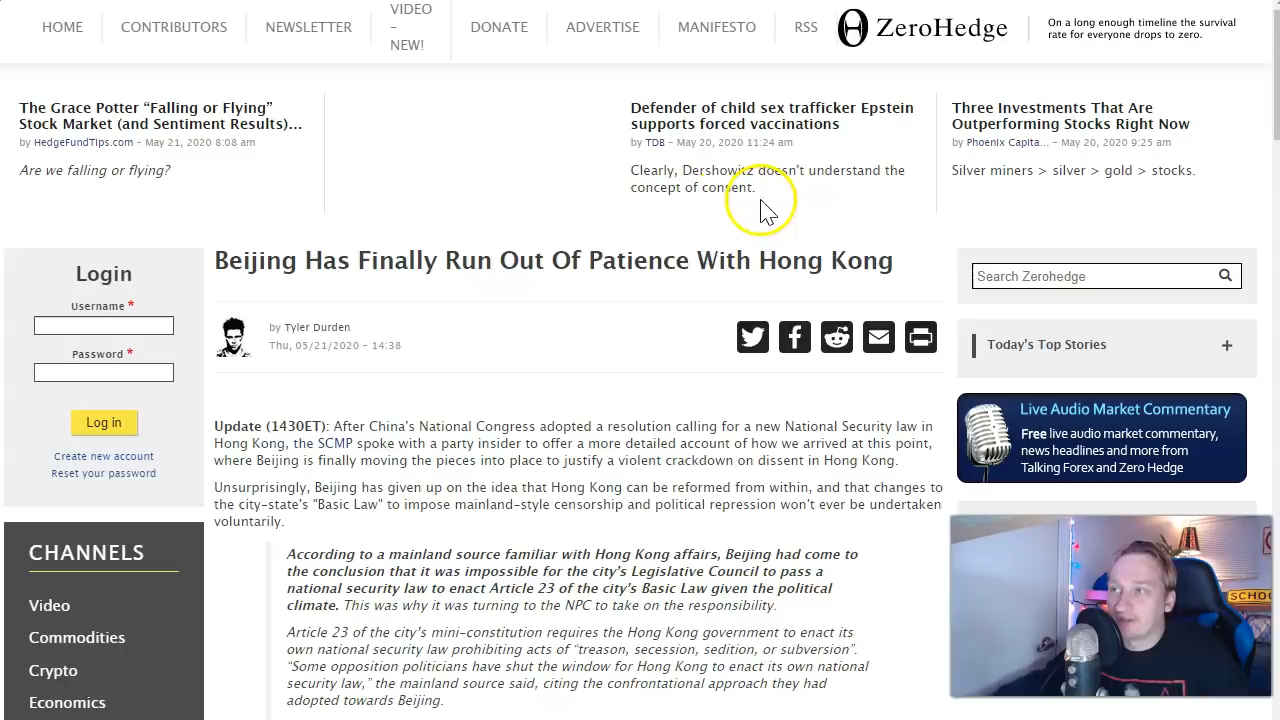 HOME
CONTRIBUTORS
NEWSLETTER
VIDEO
–
NEW!
DONATE
ADVERTISE
MANIFESTO
RSS
ZeroHedge
On a long enough timeline the survival
rate for everyone drops to zero.
The Grace Potter “Falling or Flying”
Stock Market (and Sentiment Results)...
by HedgeFundTips.com - May 21, 2020 8:08 am
Are we falling or flying?
Defender of child sex trafficker Epstein
supports forced vaccinations
by TDB - May 20, 2020 11:24 am
Clearly, Dershowitz doesn't understand the
concept of consent.
Three Investments That Are
Outperforming Stocks Right Now
by Phoenix Capita... - May 20, 2020 9:25 am
Silver miners > silver > gold > stocks.
Login
Username *
Password *
Log in
Create new account
Reset your password
CHANNELS
Video
Commodities
Crypto
Economics
Beijing Has Finally Run Out Of Patience With Hong Kong
by Tyler Durden
Thu, 05/21/2020 - 14:38
Update (1430ET): After China's National Congress adopted a resolution calling for a new National Security law in
Hong Kong, the SCMP spoke with a party insider to offer a more detailed account of how we arrived at this point,
where Beijing is finally moving the pieces into place to justify a violent crackdown on dissent in Hong Kong.
Unsurprisingly, Beijing has given up on the idea that Hong Kong can be reformed from within, and that changes to
the city-state's "Basic Law" to impose mainland-style censorship and political repression won't ever be undertaken
voluntarily.
According to a mainland source familiar with Hong Kong affairs, Beijing had come to
the conclusion that it was impossible for the city’s Legislative Council to pass a
national security law to enact Article 23 of the city’s Basic Law given the political
climate. This was why it was turning to the NPC to take on the responsibility.
Article 23 of the city’s mini-constitution requires the Hong Kong government to enact its
own national security law prohibiting acts of “treason, secession, sedition, or subversion”.
“Some opposition politicians have shut the window for Hong Kong to enact its own national
security law,” the mainland source said, citing the confrontational approach they had
adopted towards Beijing.
Search Zerohedge
Today's Top Stories
+
Live Audio Market Commentary
Free live audio market commentary,
news headlines and more from
Talking Forex and Zero Hedge
SCHOO